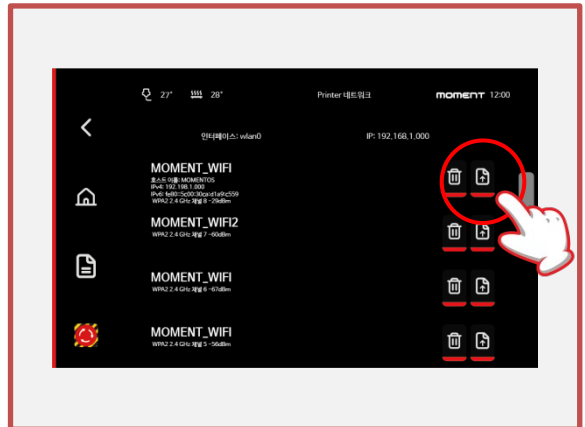 27° 28° Printer 네트워크 MOMENT 12:00
인터페이스: wlan0 IP: 192,168,1,000
MOMENT_WIFI
호스트 이름: MOMENTOS
IPv4: 192.198.1.000
WPA2 2.4 GHz 채널 8 -29dBm
MOMENT_WIFI2
WPA2 2.4 GHz 채널 7 -60dBm
MOMENT_WIFI
WPA2 2.4 GHz 채널 6 -67dBm
MOMENT_WIFI
WPA2 2.4 GHz 채널 5 -56dBm